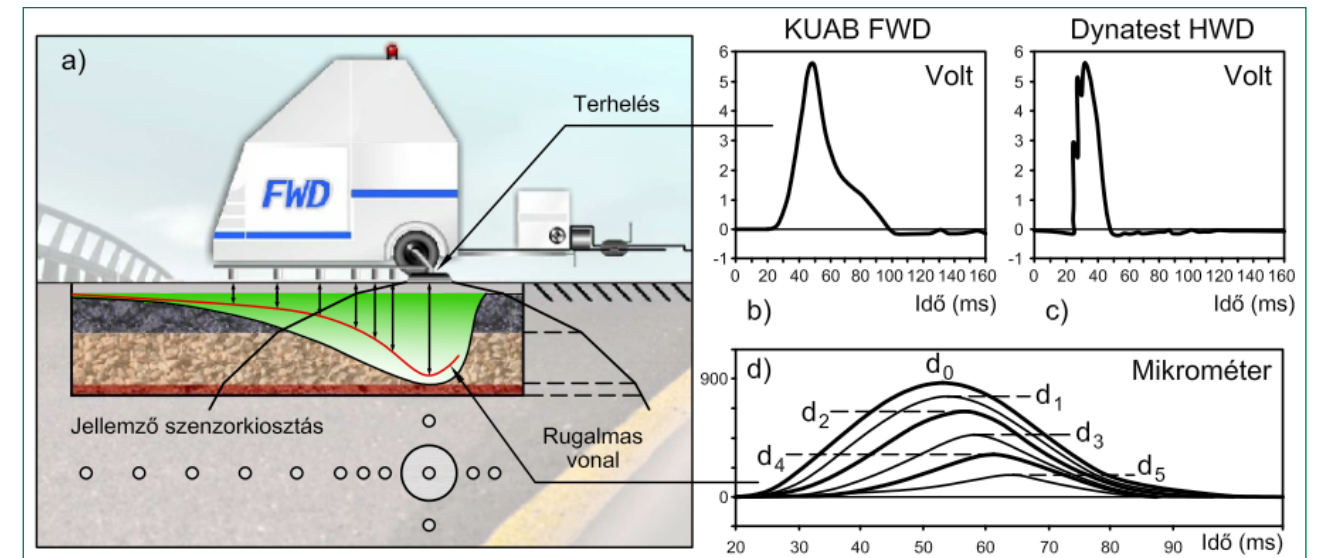 a)
FWD
Terhelés
Jellemző szenzorkiosztás
Rugalmas
vonal
KUAB FWD
Volt
6
5
4
3
2
1
0
-1
0 20 40 60 80 100 120 140 160
Idő (ms)
b)
Dynatest HWD
Volt
6
5
4
3
2
1
0
-1
0 20 40 60 80 100 120 140 160
Idő (ms)
c)
d)
Mikrométer
900
0
d0
d1
d2
d3
d4
d5
20 30 40 50 60 70 80 90 Idő (ms)